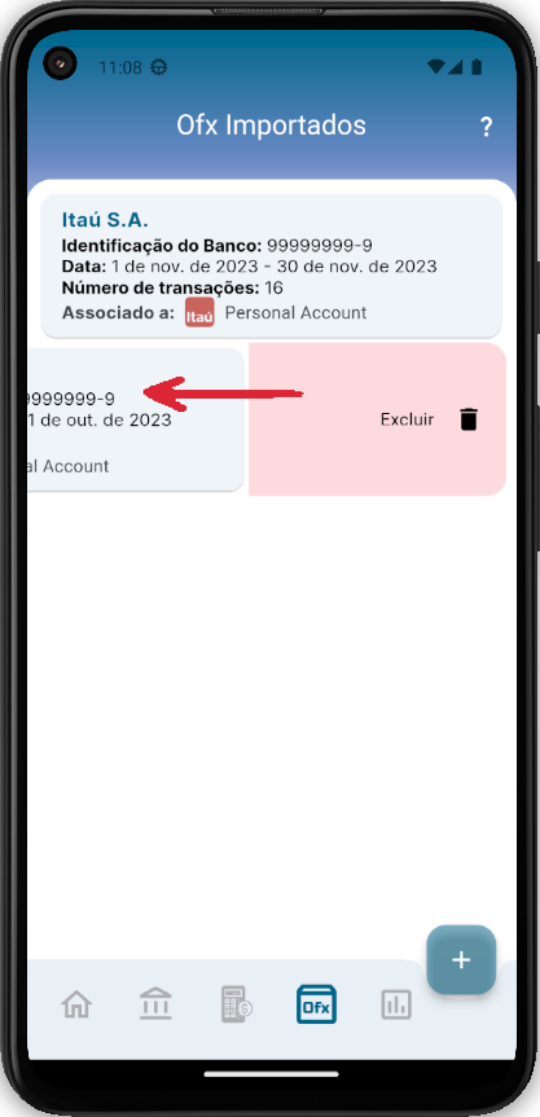 11:08
Ofx Importados
?
Itaú S.A.
Identificação do Banco: 99999999-9
Data: 1 de nov. de 2023 - 30 de nov. de 2023
Número de transações: 16
Associado a: Itaú Personal Account
9999999-9
1 de out. de 2023
Excluir
al Account
+
Ofx